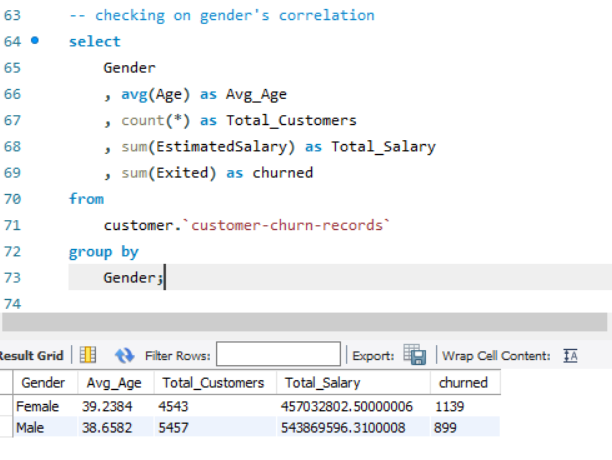 63 -- checking on gender's correlation
64 select
65 Gender
66 , avg(Age) as Avg_Age
67 , count(*) as Total_Customers
68 , sum(EstimatedSalary) as Total_Salary
69 , sum(Exited) as churned
70 from
71 customer.`customer-churn-records`
72 group by
73 Gender;
74
Result Grid Filter Rows: Export: Wrap Cell Content: IA
Gender Avg_Age Total_Customers Total_Salary churned
Female 39.2384 4543 457032802.50000006 1139
Male 38.6582 5457 543869596.3100008 899